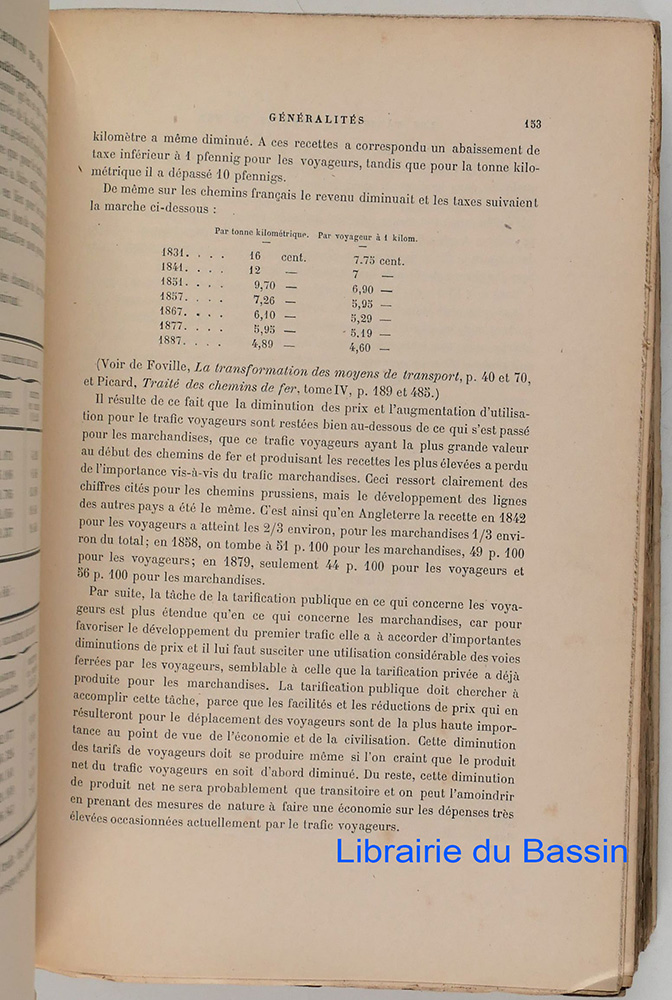 GÉNÉRALITÉS 153
kilomètre a même diminué. A ces recettes a correspondu un abaissement de
taxe inférieur à 1 pfennig pour les voyageurs, tandis que pour la tonne kilo-
métrique il a dépassé 10 pfennigs.
De même sur les chemins français le revenu diminuait et les taxes suivaient
la marche ci-dessous :
Par tonne kilométrique. Par voyageur à 1 kilom.
1831. . . . 16 cent. 7.75 cent.
1841. . . . 12 — 7 —
1851. . . . 9,70 — 6,90 —
1857. . . . 7,26 — 5,95 —
1867. . . . 6,10 — 5,29 —
1877. . . . 5,95 — 5.19 —
1887. . . . 4,89 — 4,60 —
(Voir de Foville, La transformation des moyens de transport, p. 40 et 70,
et Picard, Traité des chemins de fer, tome IV, p. 189 et 485.)
Il résulte de ce fait que la diminution des prix et l'augmentation d'utilisa-
tion pour le trafic voyageurs sont restées bien au-dessous de ce qui s'est passé
pour les marchandises, que ce trafic voyageurs ayant la plus grande valeur
au début des chemins de fer et produisant les recettes les plus élevées a perdu
de l'importance vis-à-vis du trafic marchandises. Ceci ressort clairement des
chiffres cités pour les chemins prussiens, mais le développement des lignes
des autres pays a été le même. C'est ainsi qu'en Angleterre la recette en 1842
pour les voyageurs a atteint les 2/3 environ, pour les marchandises 1/3 envi-
ron du total; en 1858, on tombe à 51 p. 100 pour les marchandises, 49 p. 100
pour les voyageurs; en 1879, seulement 44 p. 100 pour les voyageurs et
56 p. 100 pour les marchandises.
Par suite, la tâche de la tarification publique en ce qui concerne les voya-
geurs est plus étendue qu'en ce qui concerne les marchandises, car pour
favoriser le développement du premier trafic elle a à accorder d'importantes
diminutions de prix et il lui faut susciter une utilisation considérable des voies
ferrées par les voyageurs, semblable à celle que la tarification privée a déjà
produite pour les marchandises. La tarification publique doit chercher à
accomplir cette tâche, parce que les facilités et les réductions de prix qui en
résulteront pour le déplacement des voyageurs sont de la plus haute impor-
tance au point de vue de l'économie et de la civilisation. Cette diminution
des tarifs de voyageurs doit se produire même si l'on craint que le produit
net du trafic voyageurs en soit d'abord diminué. Du reste, cette diminution
de produit net ne sera probablement que transitoire et on peut l'amoindrir
en prenant des mesures de nature à faire une économie sur les dépenses très
élevées occasionnées actuellement par le trafic voyageurs.
Librairie du Bassin